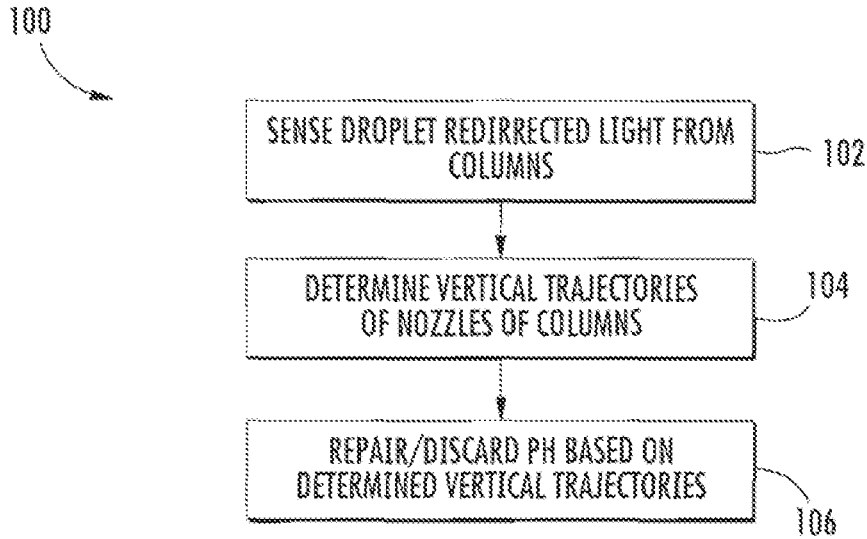 100
SENSE DROPLET REDIRRECTED LIGHT FROM
COLUMNS
102
DETERMINE VERTICAL TRAJECTORIES
OF NOZZLES OF COLUMNS
104
REPAIR/DISCARD PH BASED ON
DETERMINED VERTICAL TRAJECTORIES
106